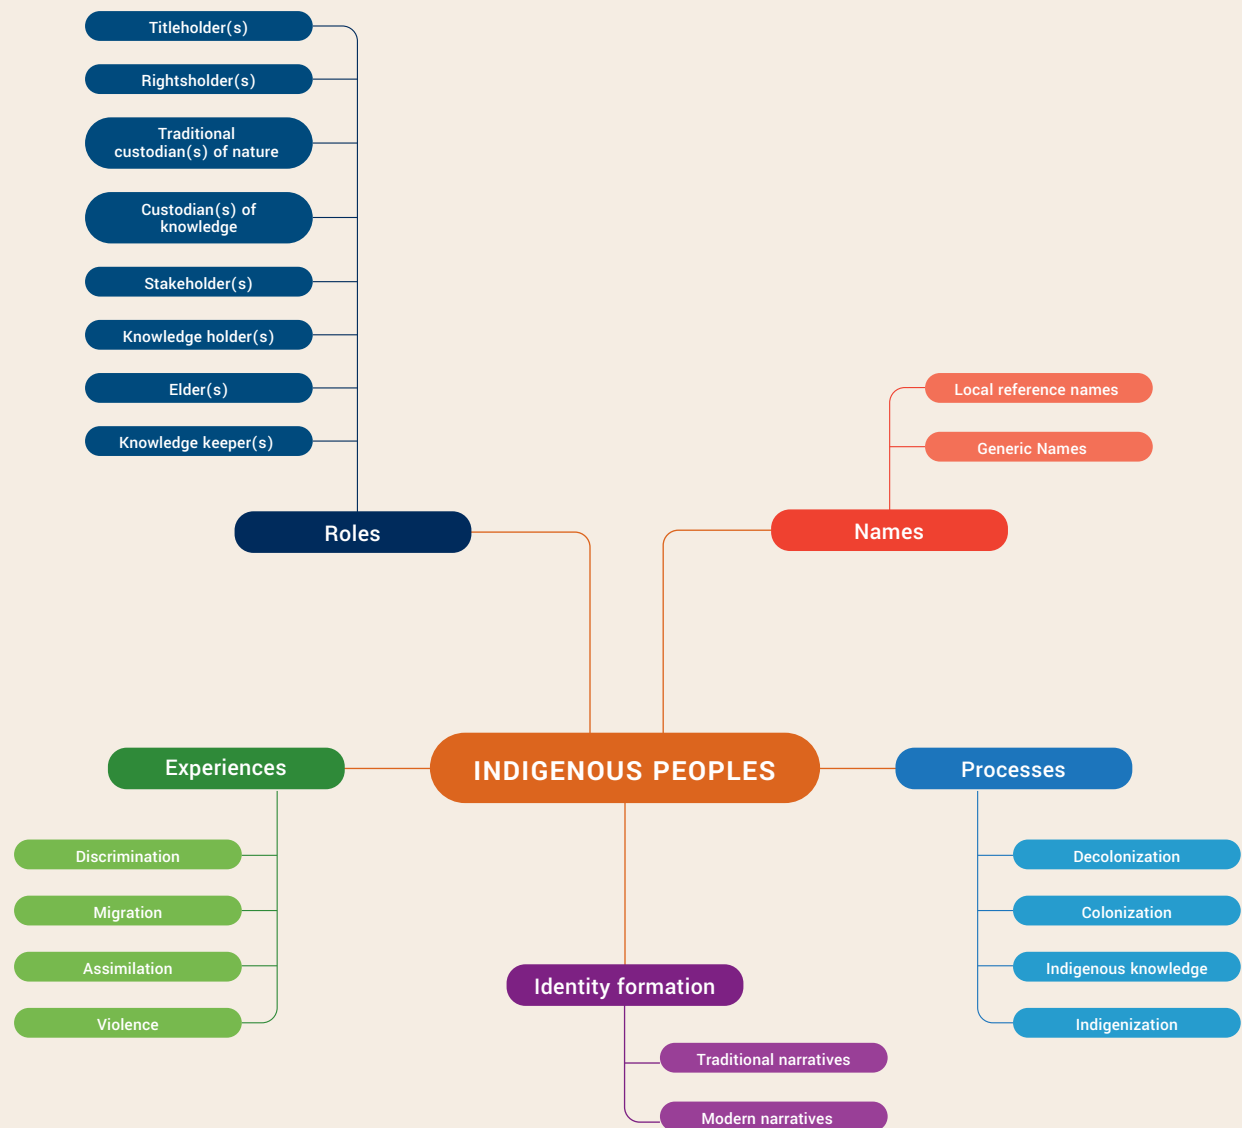 Titleholder(s)
Rightsholder(s)
Traditional
custodian(s) of nature
Custodian(s) of
knowledge
Stakeholder(s)
Knowledge holder(s)
Elder(s)
Knowledge keeper(s)
Roles
Local reference names
Generic Names
Names
INDIGENOUS PEOPLES
Experiences
Discrimination
Migration
Assimilation
Violence
Processes
Decolonization
Colonization
Indigenous knowledge
Indigenization
Identity formation
Traditional narratives
Modern narratives